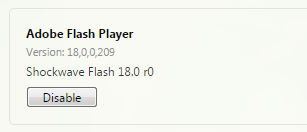 Adobe Flash Player
Version: 18,0,0,209
Shockwave Flash 18.0 r0
Disable